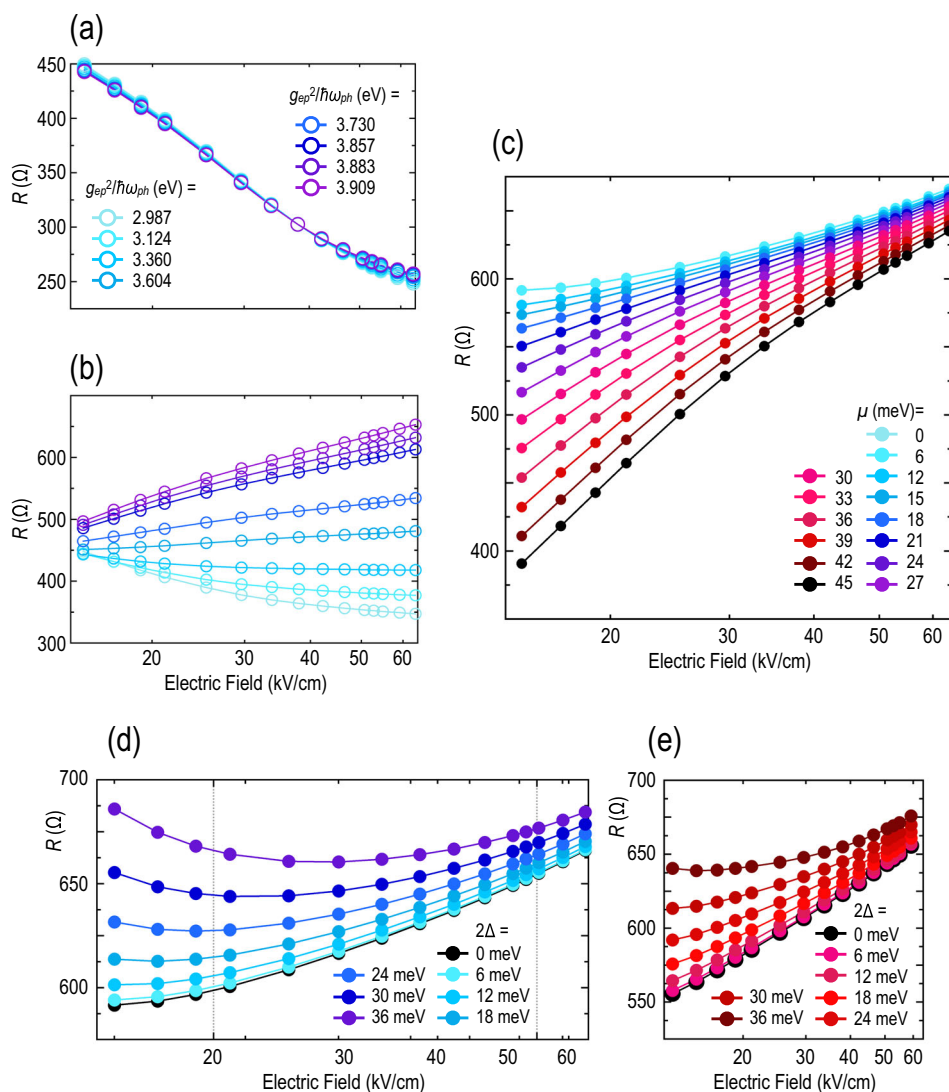 (a)
450
400
350
300
250
R (Ω)
g_ep²/ħω_ph (eV) =
3.730
3.857
3.883
3.909
g_ep²/ħω_ph (eV) =
2.987
3.124
3.360
3.604
(b)
600
500
400
300
R (Ω)
20 30 40 50 60
Electric Field (kV/cm)
(c)
600
500
400
R (Ω)
μ (meV)=
0
6
30 12
33 15
36 18
39 21
42 24
45 27
20 30 40 50 60
Electric Field (kV/cm)
(d)
700
650
600
R (Ω)
2Δ =
0 meV
24 meV 6 meV
30 meV 12 meV
36 meV 18 meV
20 30 40 50 60
Electric Field (kV/cm)
(e)
700
650
600
550
R (Ω)
2Δ =
0 meV
6 meV
12 meV
30 meV 18 meV
36 meV 24 meV
20 30 40 50 60
Electric Field (kV/cm)